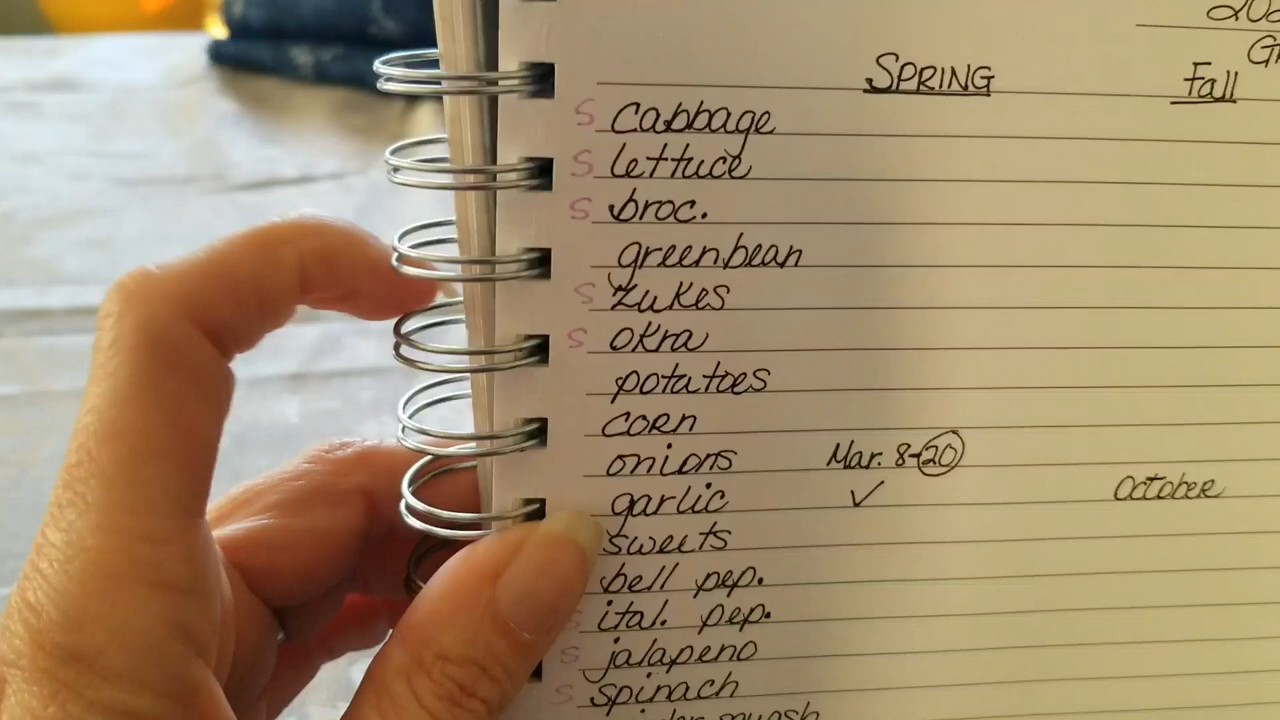 SPRING Fall
S cabbage
S lettuce
S broc.
greenbean
S zukes
S okra
potatoes
corn
onions Mar. 8-20
garlic ✓ October
sweets
bell pep.
S ital. pep.
S jalapeno
S spinach
squash